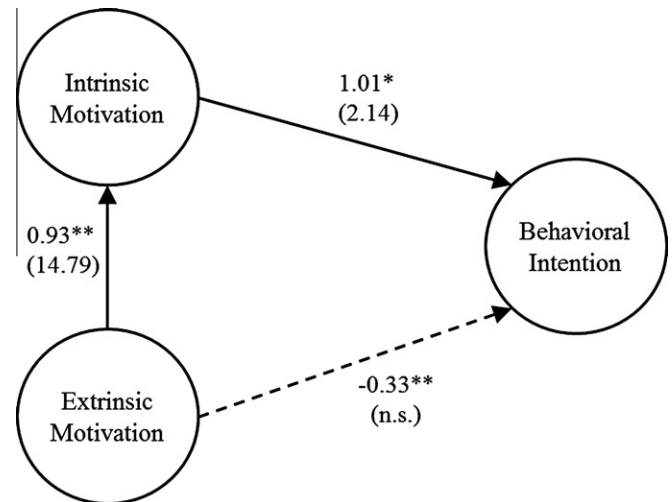 Intrinsic
Motivation
1.01*
(2.14)
Behavioral
Intention
0.93**
(14.79)
Extrinsic
Motivation
-0.33**
(n.s.)